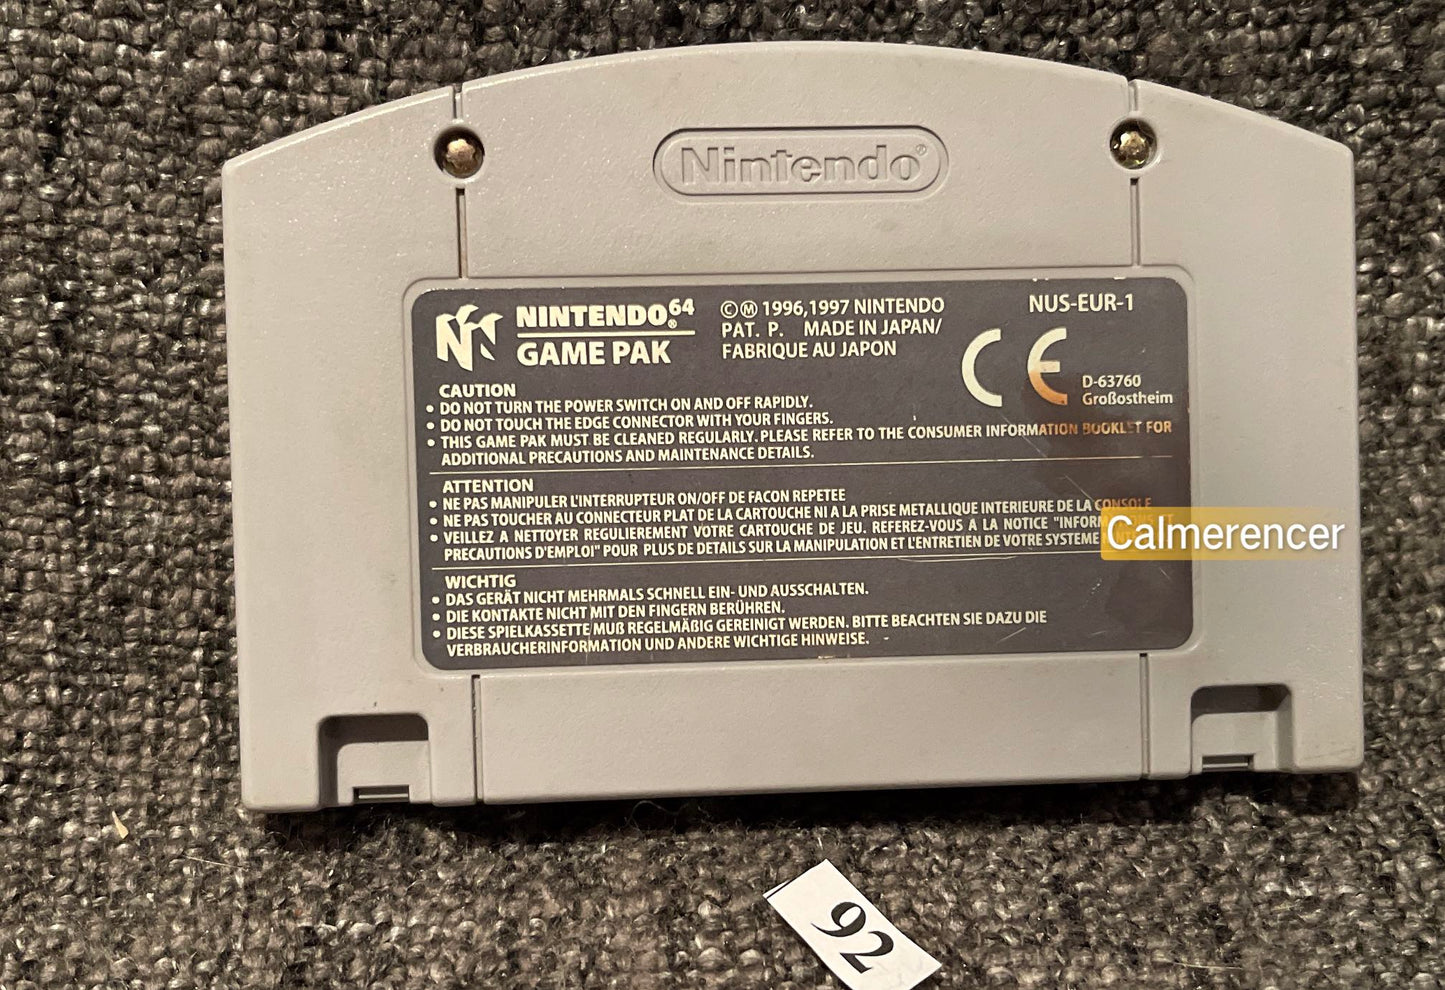 Nintendo®
NINTENDO64®
GAME PAK
©Ⓜ 1996,1997 NINTENDO
PAT. P. MADE IN JAPAN/
FABRIQUE AU JAPON
NUS-EUR-1
CE
D-63760
Großostheim
CAUTION
• DO NOT TURN THE POWER SWITCH ON AND OFF RAPIDLY.
• DO NOT TOUCH THE EDGE CONNECTOR WITH YOUR FINGERS.
• THIS GAME PAK MUST BE CLEANED REGULARLY. PLEASE REFER TO THE CONSUMER INFORMATION BOOKLET FOR
ADDITIONAL PRECAUTIONS AND MAINTENANCE DETAILS.
ATTENTION
• NE PAS MANIPULER L'INTERRUPTEUR ON/OFF DE FACON REPETEE
• NE PAS TOUCHER AU CONNECTEUR PLAT DE LA CARTOUCHE NI A LA PRISE METALLIQUE INTERIEURE DE LA CONSOLE
• VEILLEZ A NETTOYER REGULIEREMENT VOTRE CARTOUCHE DE JEU. REFEREZ-VOUS A LA NOTICE "INFOR
PRECAUTIONS D'EMPLOI" POUR PLUS DE DETAILS SUR LA MANIPULATION ET L'ENTRETIEN DE VOTRE SYSTEME
Calmerencer
WICHTIG
• DAS GERÄT NICHT MEHRMALS SCHNELL EIN- UND AUSSCHALTEN.
• DIE KONTAKTE NICHT MIT DEN FINGERN BERÜHREN.
• DIESE SPIELKASSETTE MUß REGELMÄßIG GEREINIGT WERDEN. BITTE BEACHTEN SIE DAZU DIE
VERBRAUCHERINFORMATION UND ANDERE WICHTIGE HINWEISE.
92